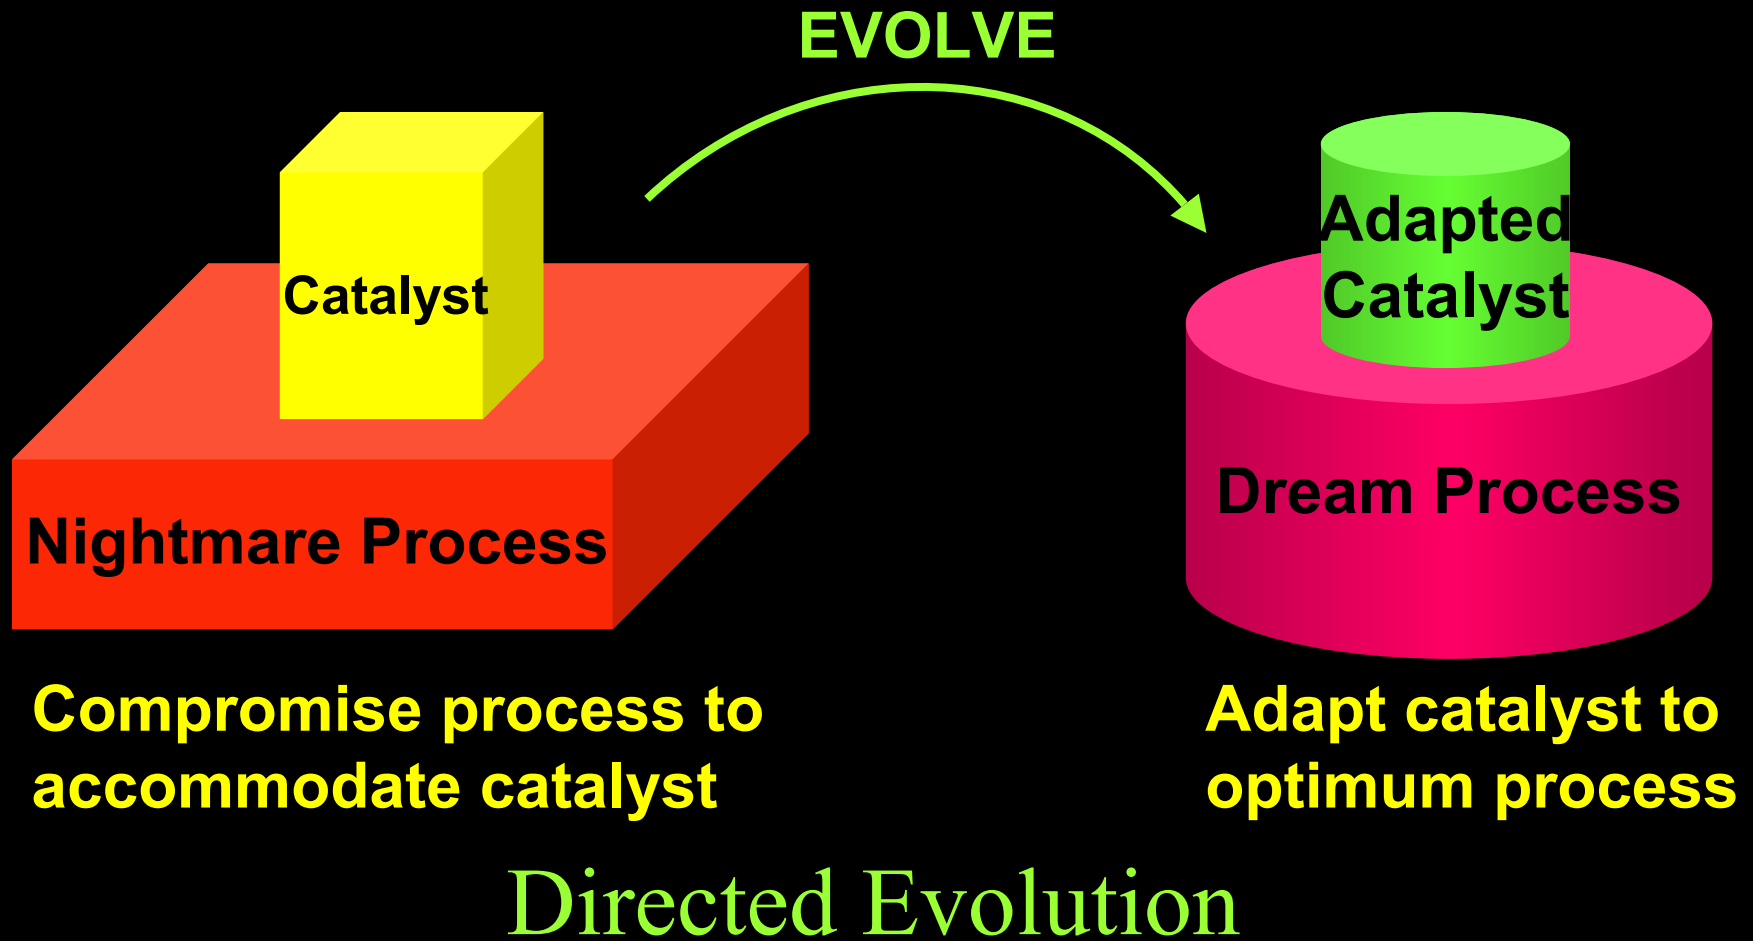 EVOLVE
Catalyst
Nightmare Process
Adapted
Catalyst
Dream Process
Compromise process to
accommodate catalyst
Adapt catalyst to
optimum process
Directed Evolution